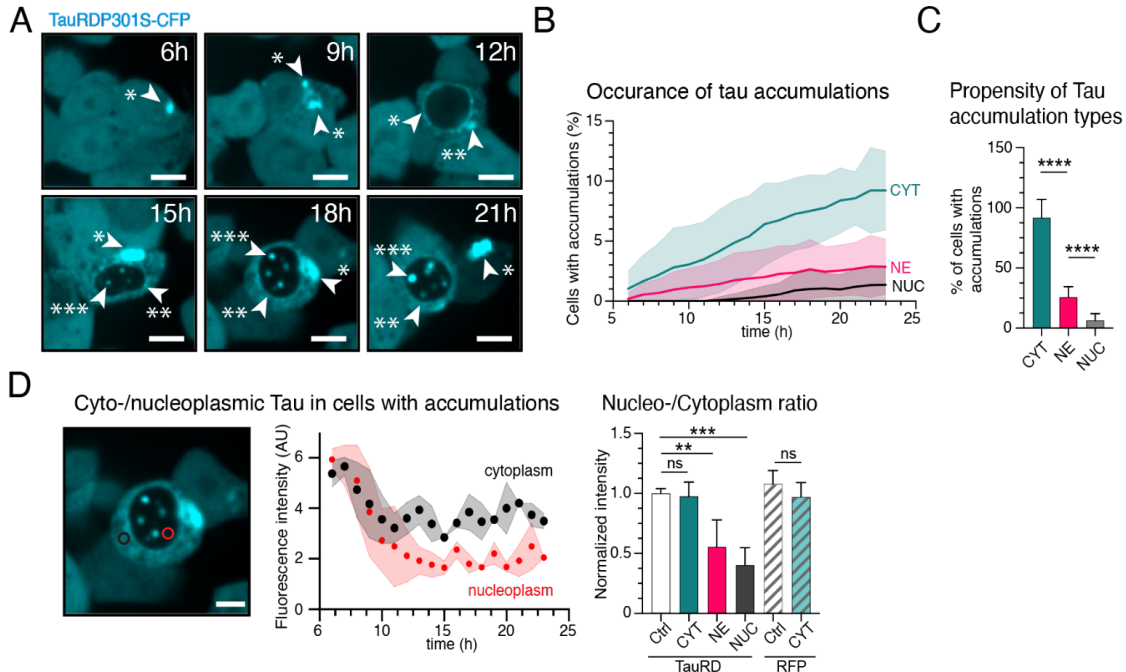 A
TauRDP301S-CFP
6h
*
9h
*
*
12h
*
**
15h
*
***
**
18h
***
*
**
21h
***
*
**
B
Occurance of tau accumulations
Cells with accumulations (%)
15
10
5
0
5
10
15
20
25
time (h)
CYT
NE
NUC
C
Propensity of Tau
accumulation types
% of cells with
accumulations
150
100
50
0
****
****
CYT
NE
NUC
D
Cyto-/nucleoplasmic Tau in cells with accumulations
Fluorescence intensity (AU)
6
4
2
0
6
10
15
20
25
time (h)
cytoplasm
nucleoplasm
Nucleo-/Cytoplasm ratio
Normalized intensity
1.5
1.0
0.5
0
***
**
ns
ns
Ctrl
CYT
NE
NUC
Ctrl
CYT
TauRD
RFP